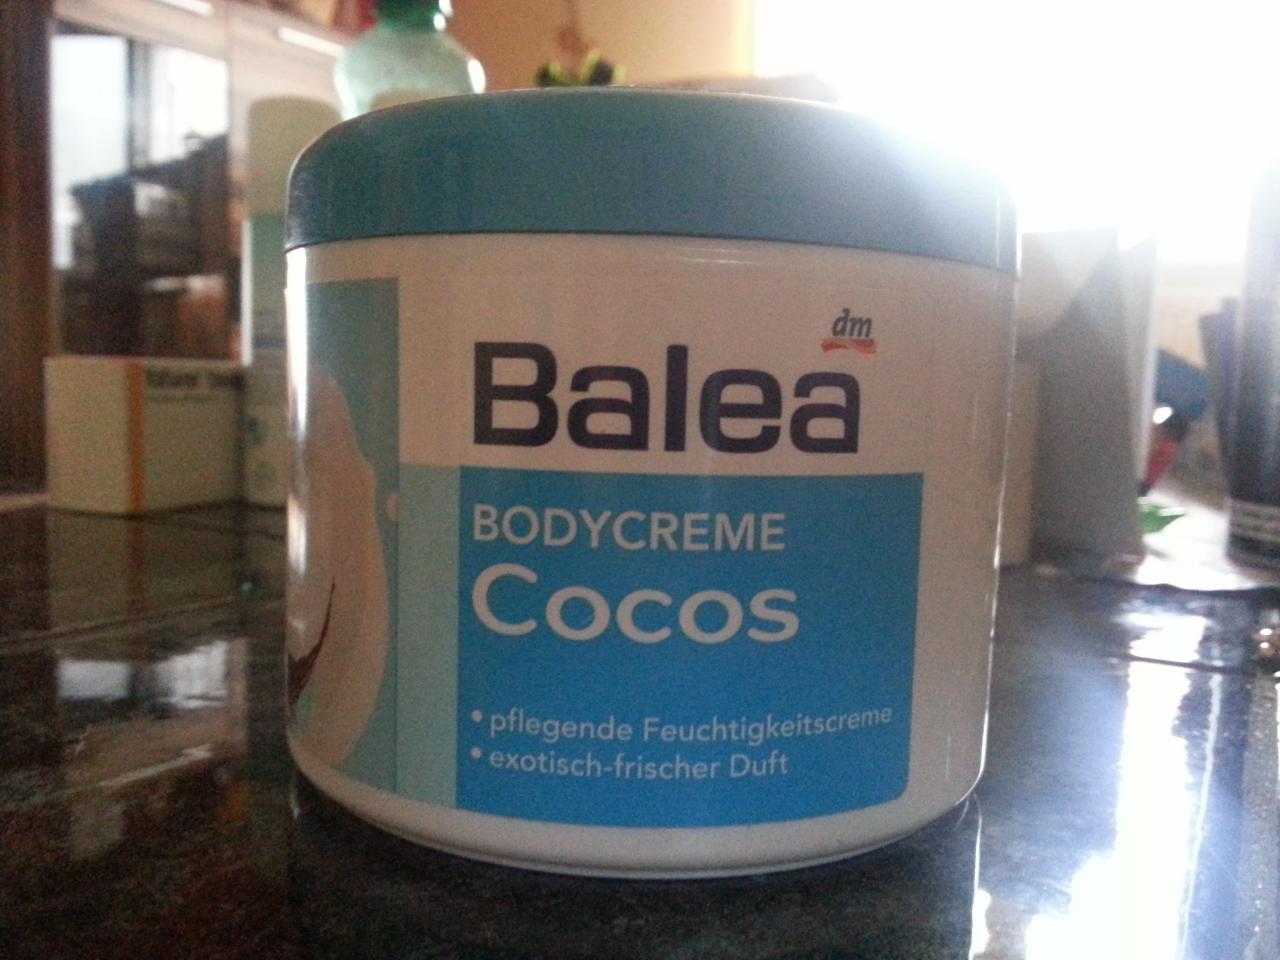 dm
Balea
BODYCREME
Cocos
• pflegende Feuchtigkeitscreme
• exotisch-frischer Duft